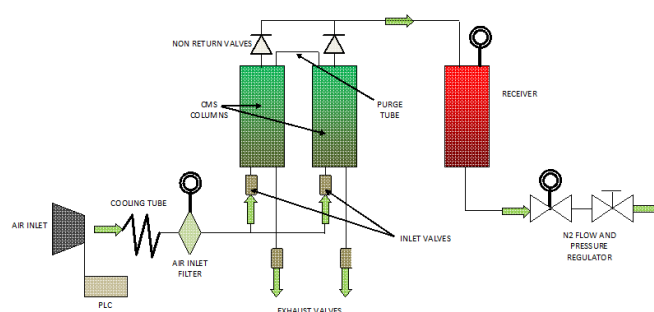 NON RETURN VALVES
CMS
COLUMNS
PURGE
TUBE
RECEIVER
COOLING TUBE
AIR INLET
AIR INLET
FILTER
INLET VALVES
N2 FLOW AND
PRESSURE
REGULATOR
PLC
EXHAUST VALVES